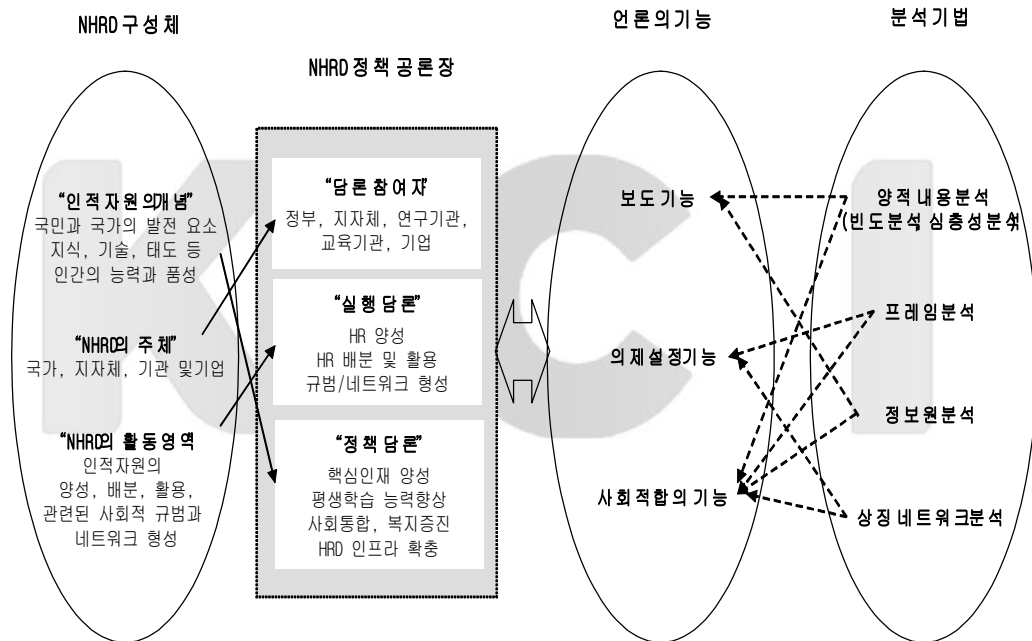 NHRD 구성체
NHRD 정책 공론장
언론의기능
분석기법
“인적자원의개념”
국민과 국가의 발전 요소
지식, 기술, 태도 등
인간의 능력과 품성
“NHRD의 주체”
국가, 지자체, 기관 및기업
“NHRD의 활동영역
인적자원의
양성, 배분, 활용,
관련된 사회적 규범과
네트워크 형성
“담론참여자”
정부, 지자체, 연구기관,
교육기관, 기업
“실행담론”
HR 양성
HR 배분 및 활용
규범/네트워크 형성
“정책담론”
핵심인재 양성
평생학습 능력향상
사회통합, 복지증진
HRD 인프라 확충
보도기능
의제설정기능
사회적합의기능
양적내용분석
(빈도분석, 심층성분석)
프레임분석
정보원분석
상징네트워크분석
KCI